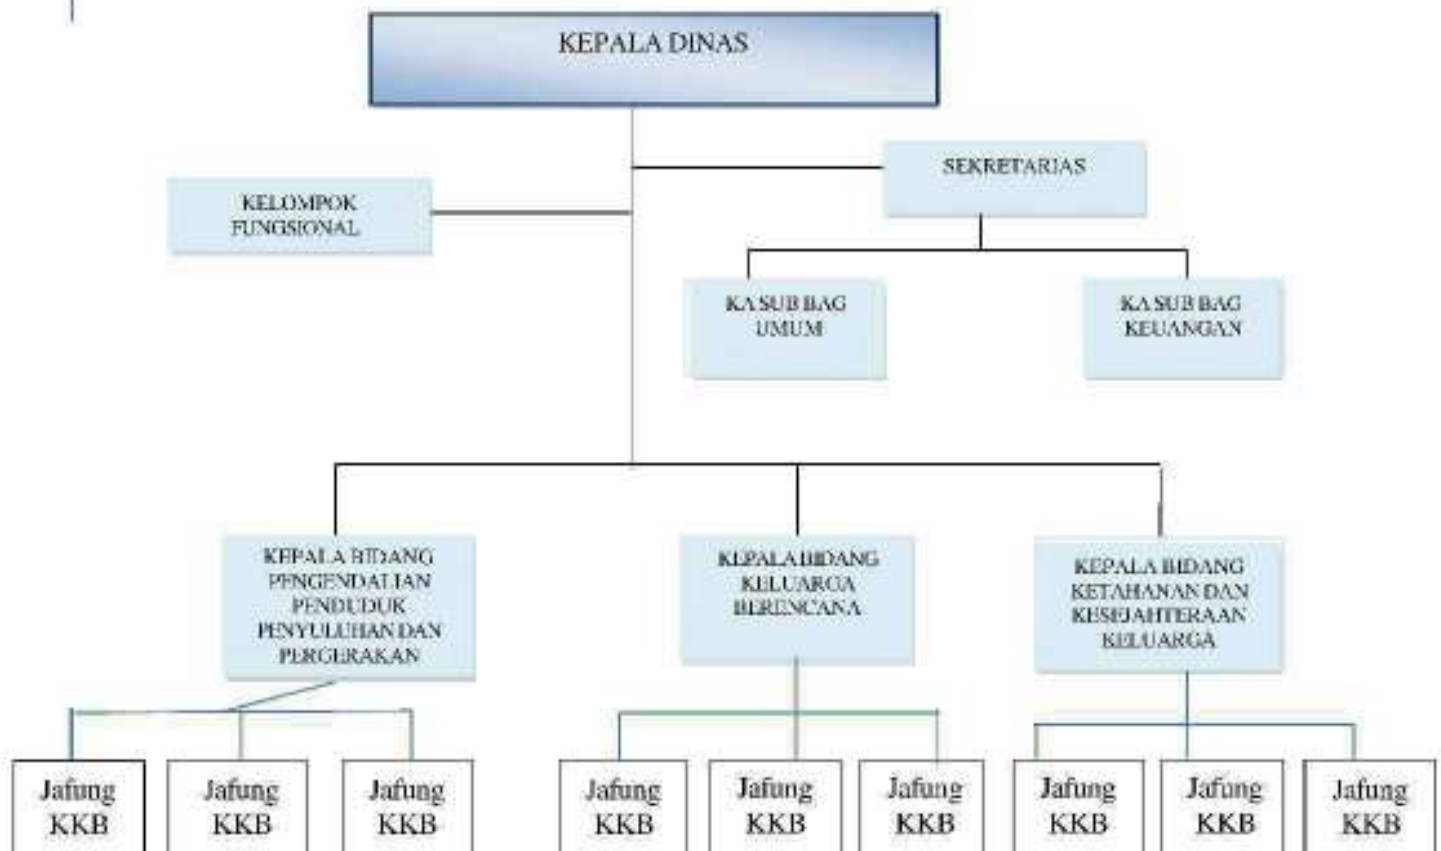 KEPALA DINAS
SEKRETARIAS
KELOMPOK
FUNGSIONAL
KA SUB BAG
UMUM
KA SUB BAG
KEUANGAN
KEPALA BIDANG
PENGENDALIAN
PENDUDUK
PENYULUHAN DAN
PERGERAKAN
KEPALA BIDANG
KELUARGA
BERENCANA
KEPALA BIDANG
KETAHANAN DAN
KESEJAHTERAAN
KELUARGA
Jafung
KKB
Jafung
KKB
Jafung
KKB
Jafung
KKB
Jafung
KKB
Jafung
KKB
Jafung
KKB
Jafung
KKB
Jafung
KKB